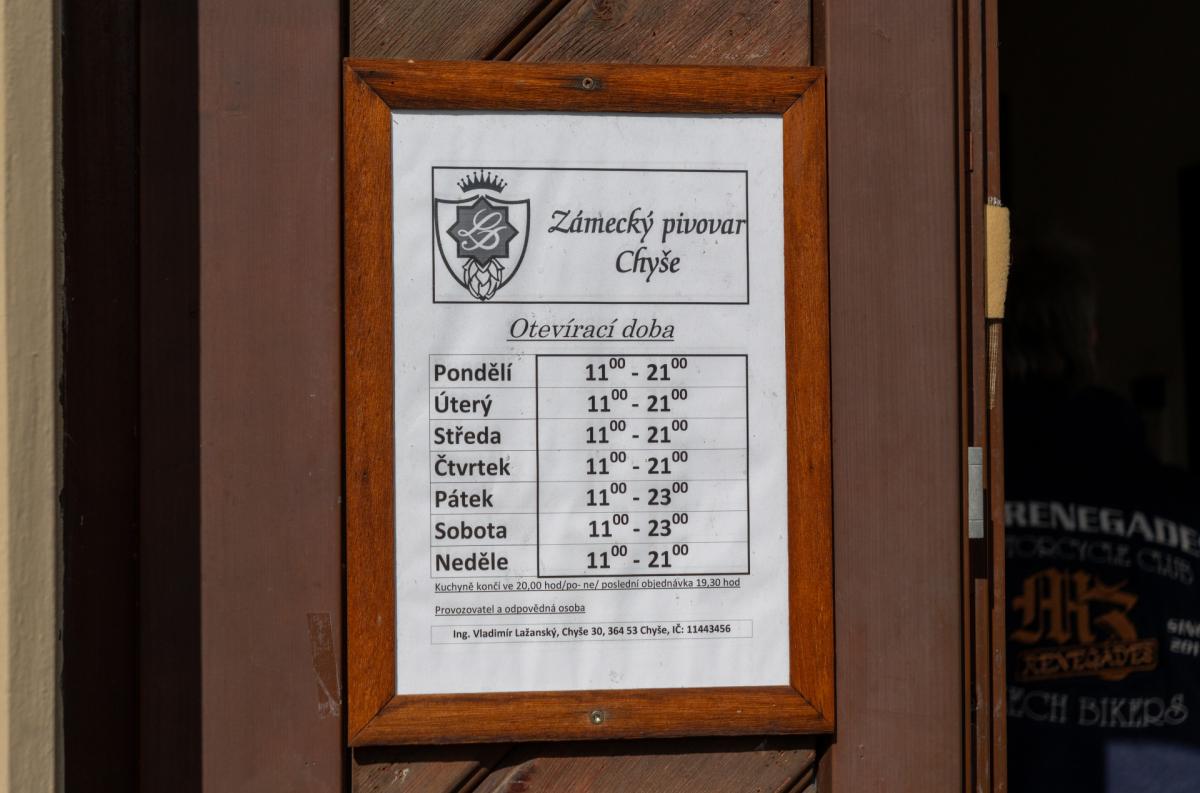 Zámecký pivovar
Chyše
Otevírací doba
Pondělí 11⁰⁰ - 21⁰⁰
Úterý 11⁰⁰ - 21⁰⁰
Středa 11⁰⁰ - 21⁰⁰
Čtvrtek 11⁰⁰ - 21⁰⁰
Pátek 11⁰⁰ - 23⁰⁰
Sobota 11⁰⁰ - 23⁰⁰
Neděle 11⁰⁰ - 21⁰⁰
Kuchyně končí ve 20,00 hod/po- ne/ poslední objednávka 19,30 hod
Provozovatel a odpovědná osoba
Ing. Vladimír Lažanský, Chyše 30, 364 53 Chyše, IČ: 11443456
RENEGADES
CLUB
RENEGADES
BIKERS